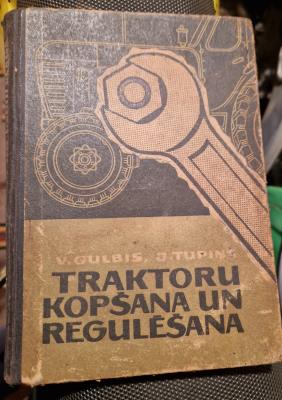 V. GULBIS, J. TUPIŅŠ
TRAKTORU
KOPŠANA UN
REGULĒŠANA